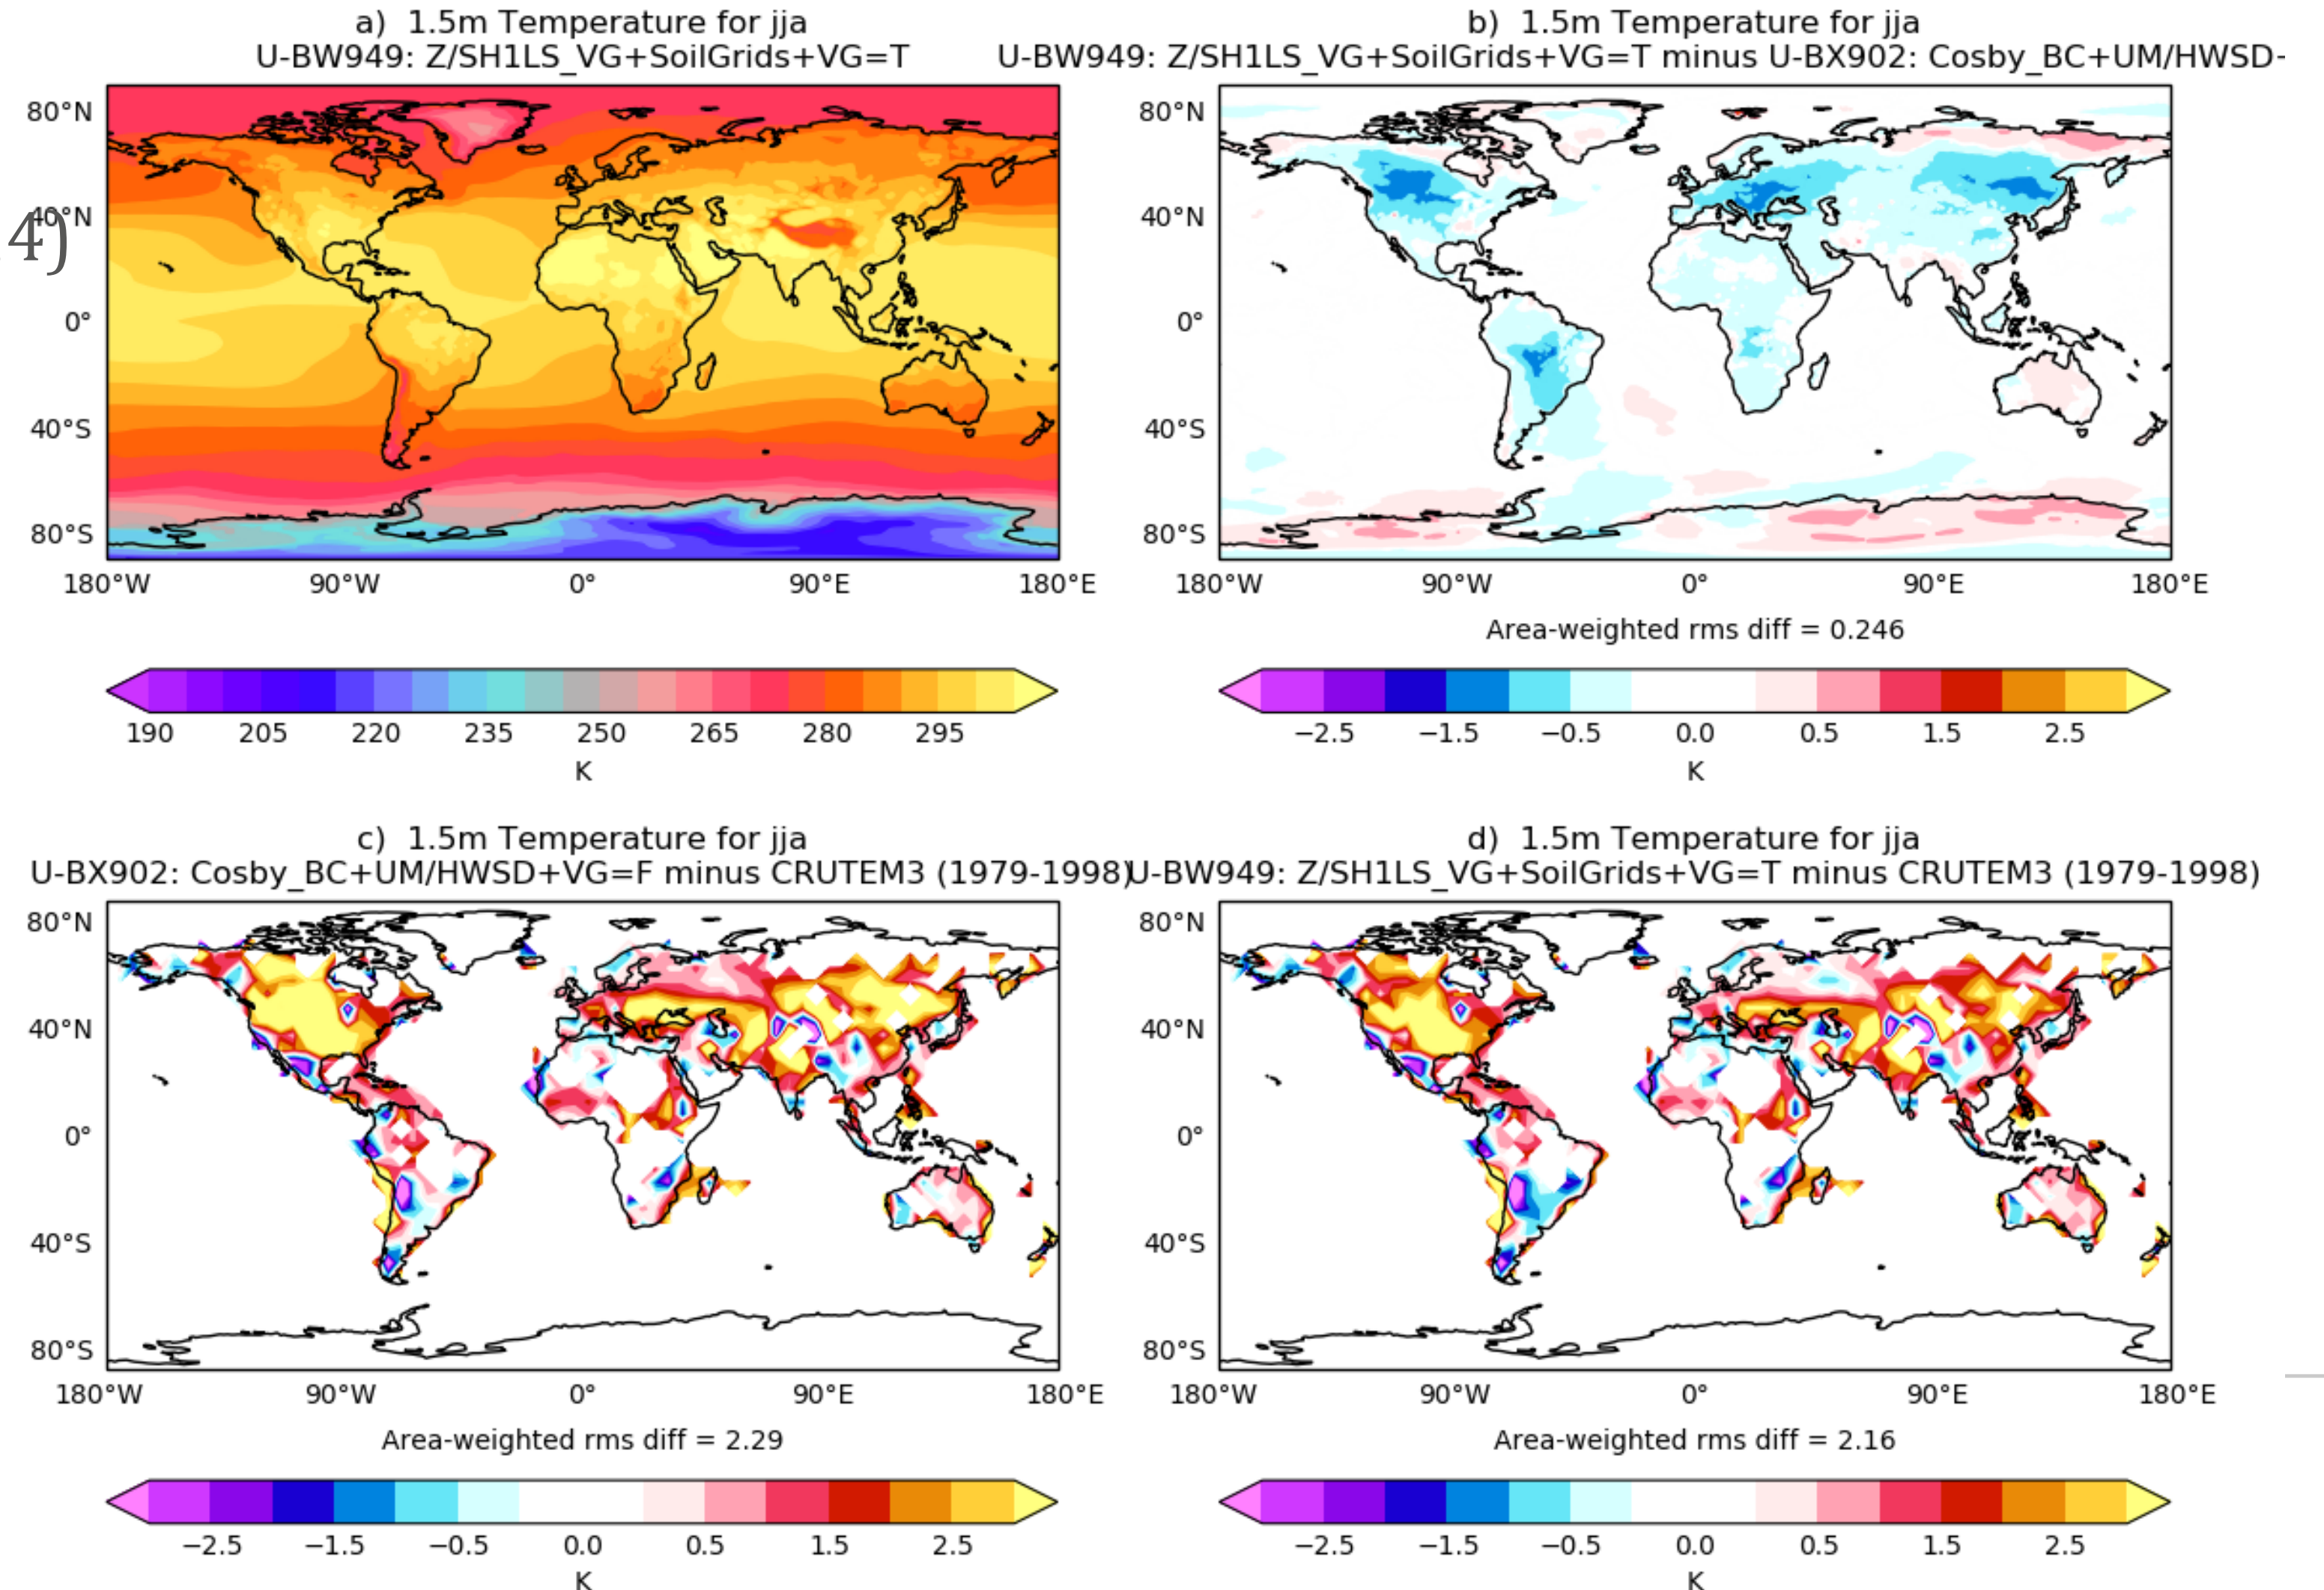 a)  1.5m Temperature for jja
U-BW949: Z/SH1LS_VG+SoilGrids+VG=T
80°N
40°N
4)
0°
40°S
80°S
180°W 90°W 0° 90°E 180°E
190 205 220 235 250 265 280 295
K
b)  1.5m Temperature for jja
U-BW949: Z/SH1LS_VG+SoilGrids+VG=T minus U-BX902: Cosby_BC+UM/HWSD-
80°N
40°N
0°
40°S
80°S
180°W 90°W 0° 90°E 180°E
Area-weighted rms diff = 0.246
−2.5 −1.5 −0.5 0.0 0.5 1.5 2.5
K
c)  1.5m Temperature for jja
U-BX902: Cosby_BC+UM/HWSD+VG=F minus CRUTEM3 (1979-1998)
80°N
40°N
0°
40°S
80°S
180°W 90°W 0° 90°E 180°E
Area-weighted rms diff = 2.29
−2.5 −1.5 −0.5 0.0 0.5 1.5 2.5
K
d)  1.5m Temperature for jja
U-BW949: Z/SH1LS_VG+SoilGrids+VG=T minus CRUTEM3 (1979-1998)
80°N
40°N
0°
40°S
80°S
180°W 90°W 0° 90°E 180°E
Area-weighted rms diff = 2.16
−2.5 −1.5 −0.5 0.0 0.5 1.5 2.5
K